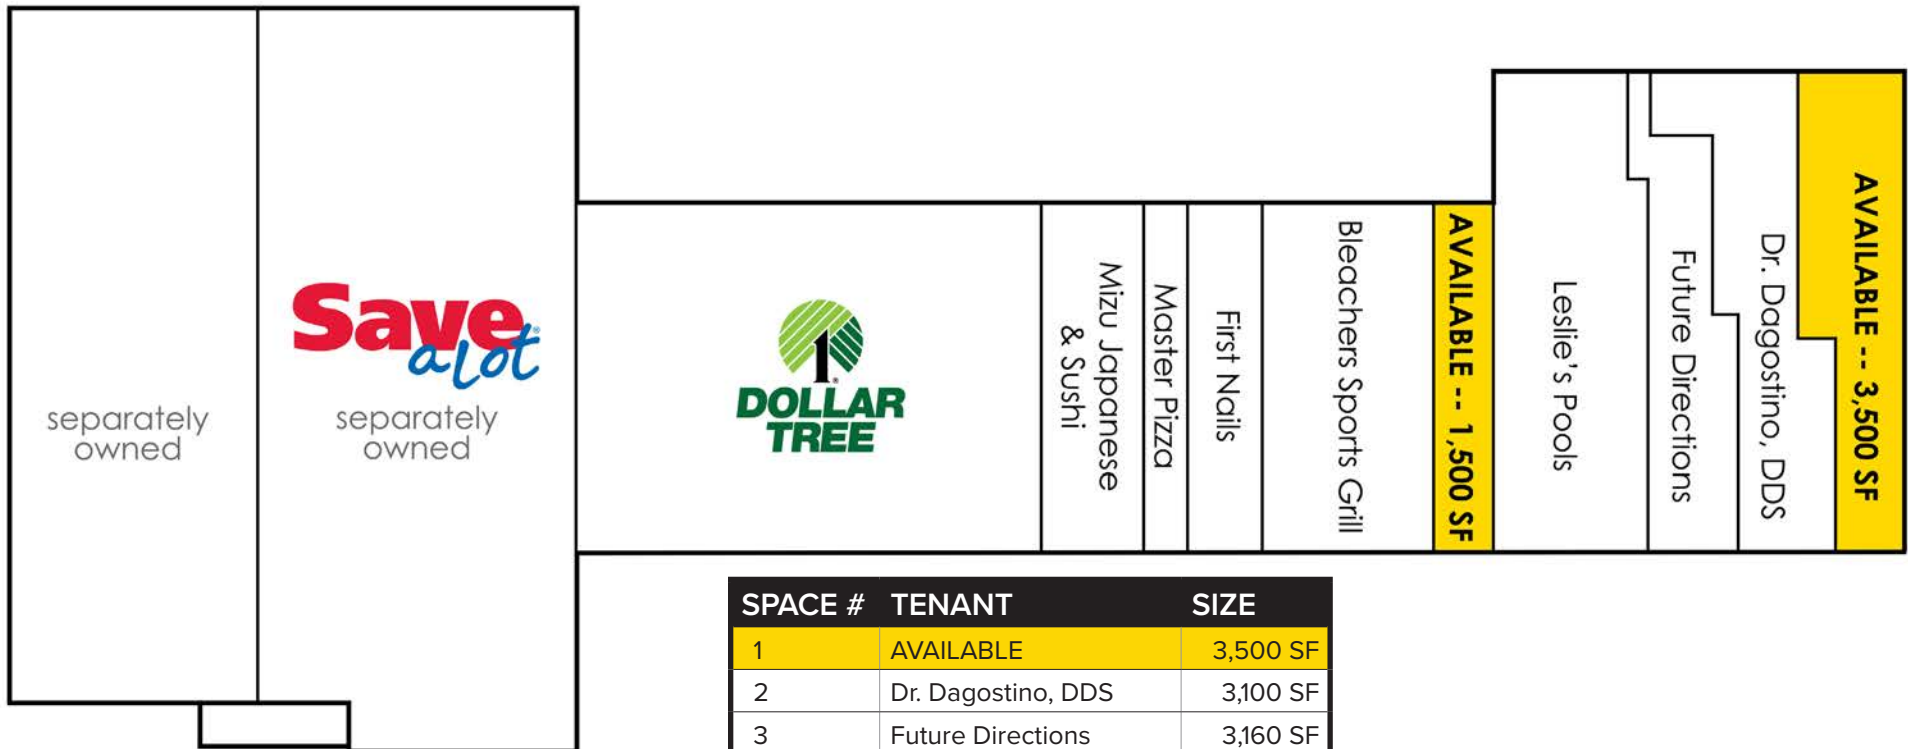 separately
owned
Save
a Lot
separately
owned
1
DOLLAR
TREE
Mizu Japanese
& Sushi
Master Pizza
First Nails
Bleachers Sports Grill
AVAILABLE -- 1,500 SF
Leslie's Pools
Future Directions
Dr. Dagostino, DDS
AVAILABLE -- 3,500 SF
SPACE # TENANT SIZE
1 AVAILABLE 3,500 SF
2 Dr. Dagostino, DDS 3,100 SF
3 Future Directions 3,160 SF